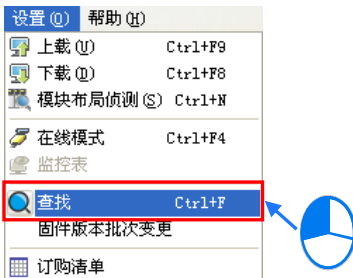 设置(O) 帮助(H)
上载(U) Ctrl+F9
下载(D) Ctrl+F8
模块布局侦测(S) Ctrl+N
在线模式 Ctrl+F4
监控表
查找 Ctrl+F
固件版本批次变更
订购清单